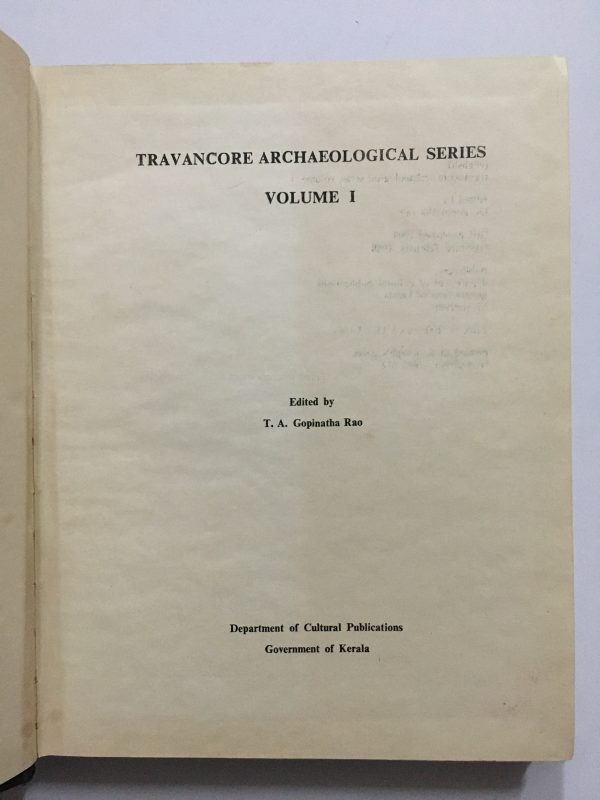 TRAVANCORE ARCHAEOLOGICAL SERIES
VOLUME I
Edited by
T. A. Gopinatha Rao
Department of Cultural Publications
Government of Kerala